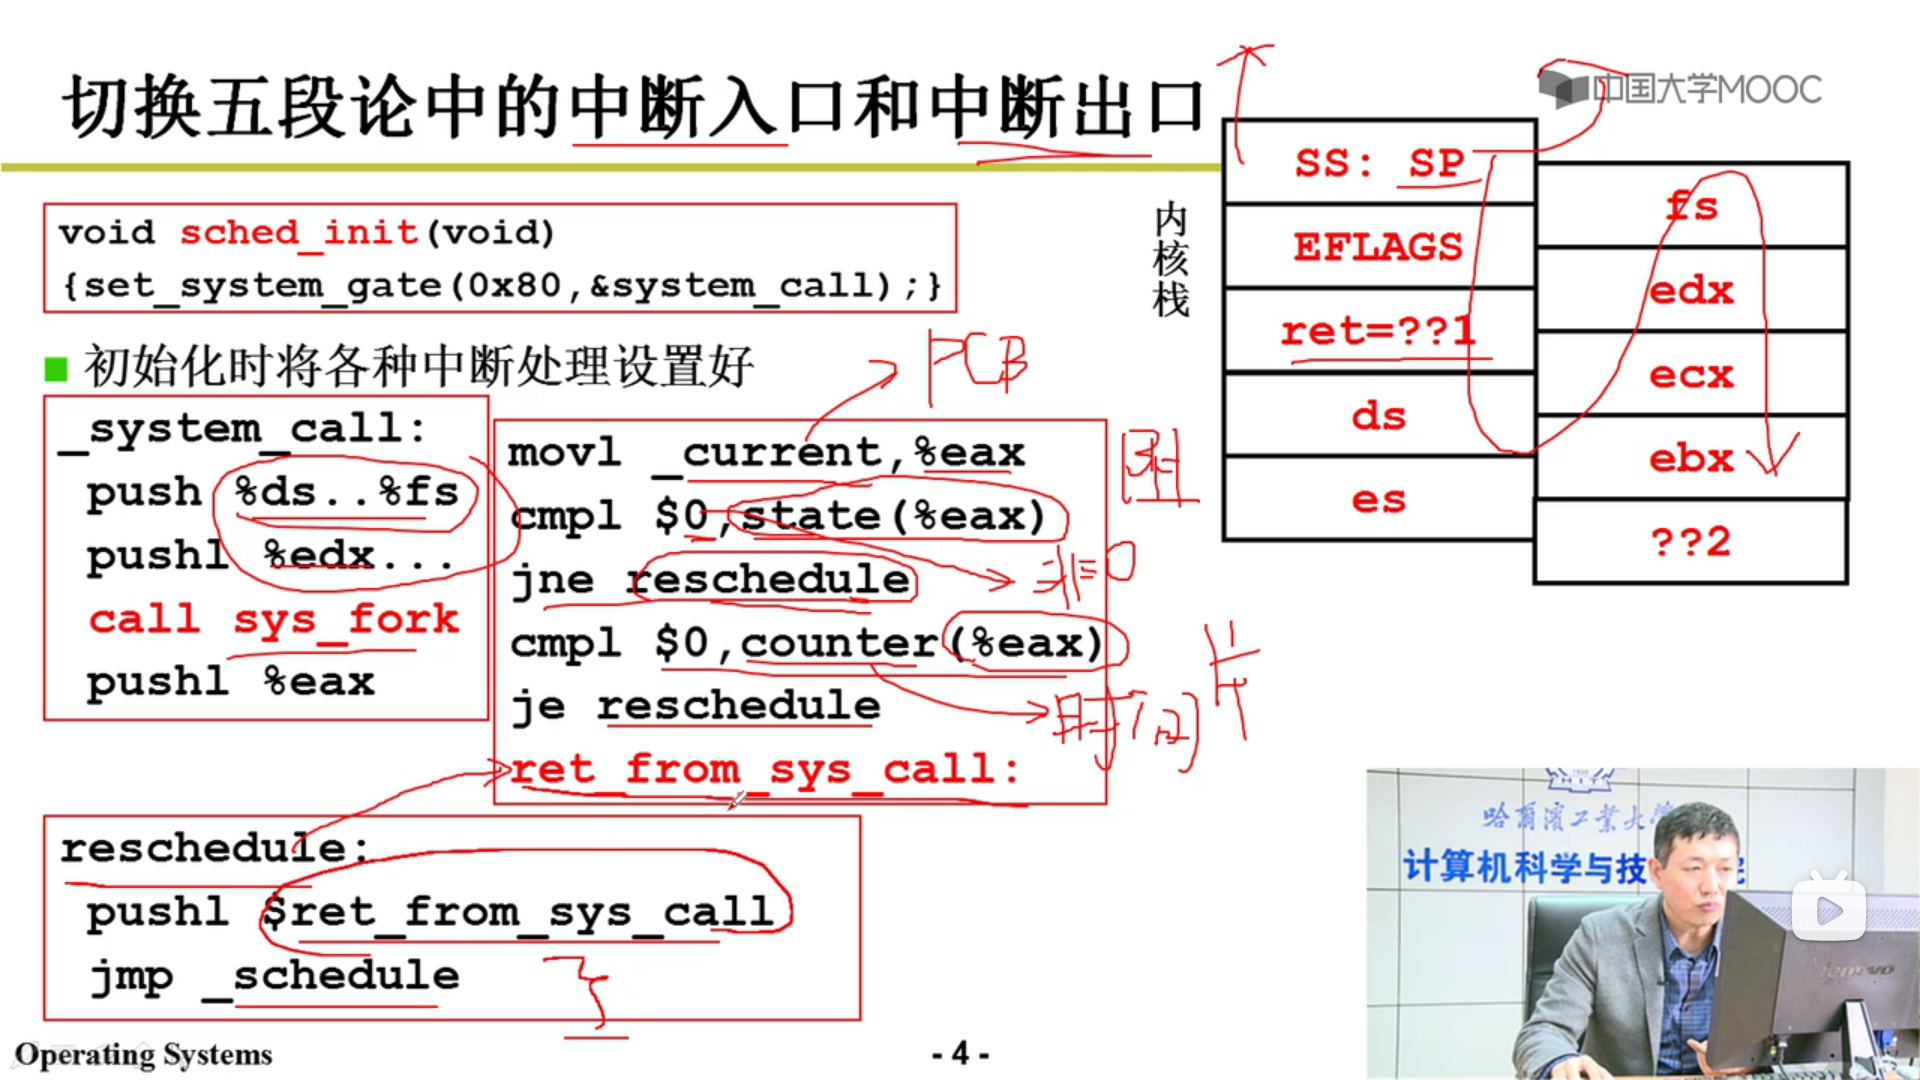 切换五段论中的中断入口和中断出口
中国大学MOOC
void sched_init(void)
{set_system_gate(0x80,&system_call);}
初始化时将各种中断处理设置好
PCB
_system_call:
push %ds..%fs
pushl %edx...
call sys_fork
pushl %eax
movl _current,%eax
cmpl $0,state(%eax)
jne reschedule
cmpl $0,counter(%eax)
je reschedule
ret_from_sys_call:
非0
时间片
reschedule:
pushl $ret_from_sys_call
jmp _schedule
内核栈
SS: SP
EFLAGS
ret=??1
ds
es
fs
edx
ecx
ebx
??2
哈尔滨工业大学
计算机科学与技
lenovo
Operating Systems
- 4 -